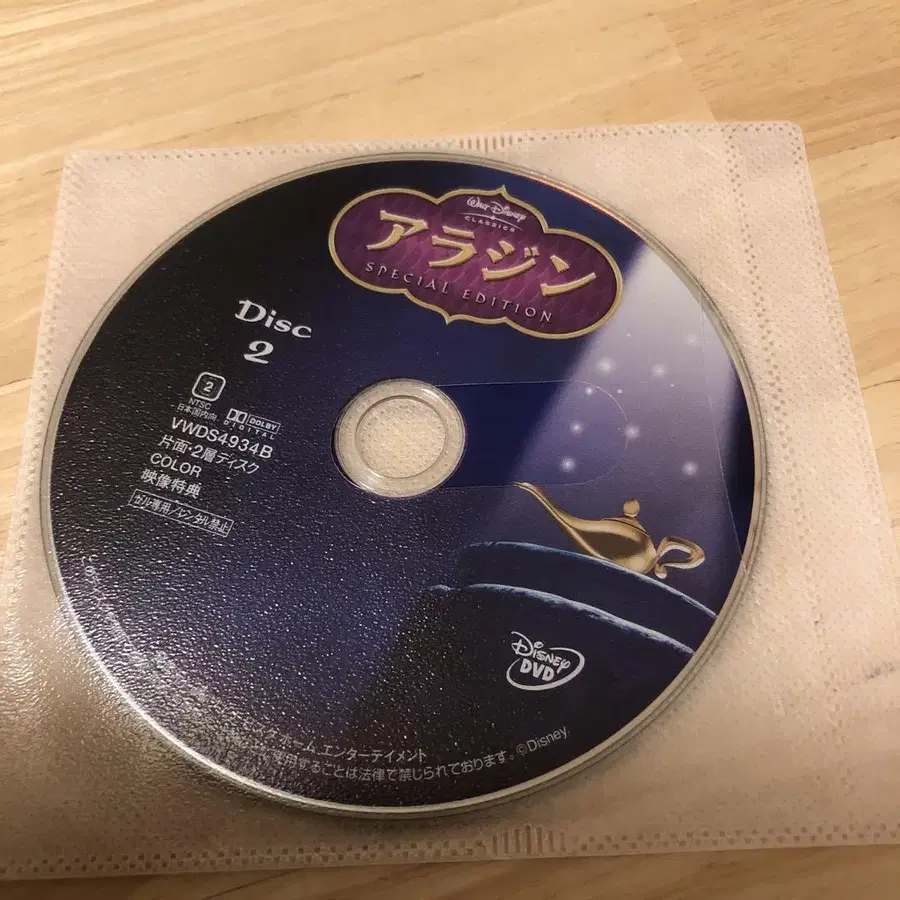 WALT DISNEY
CLASSICS
アラジン
SPECIAL EDITION
Disc
2
2
NTSC
日本国内向
DOLBY
DIGITAL
VWDS4934B
片面・2層ディスク
COLOR
映像特典
セル専用/レンタル禁止
DISNEY
DVD
ホーム エンターテイメント
使用することは法律で禁じられております。©Disney.